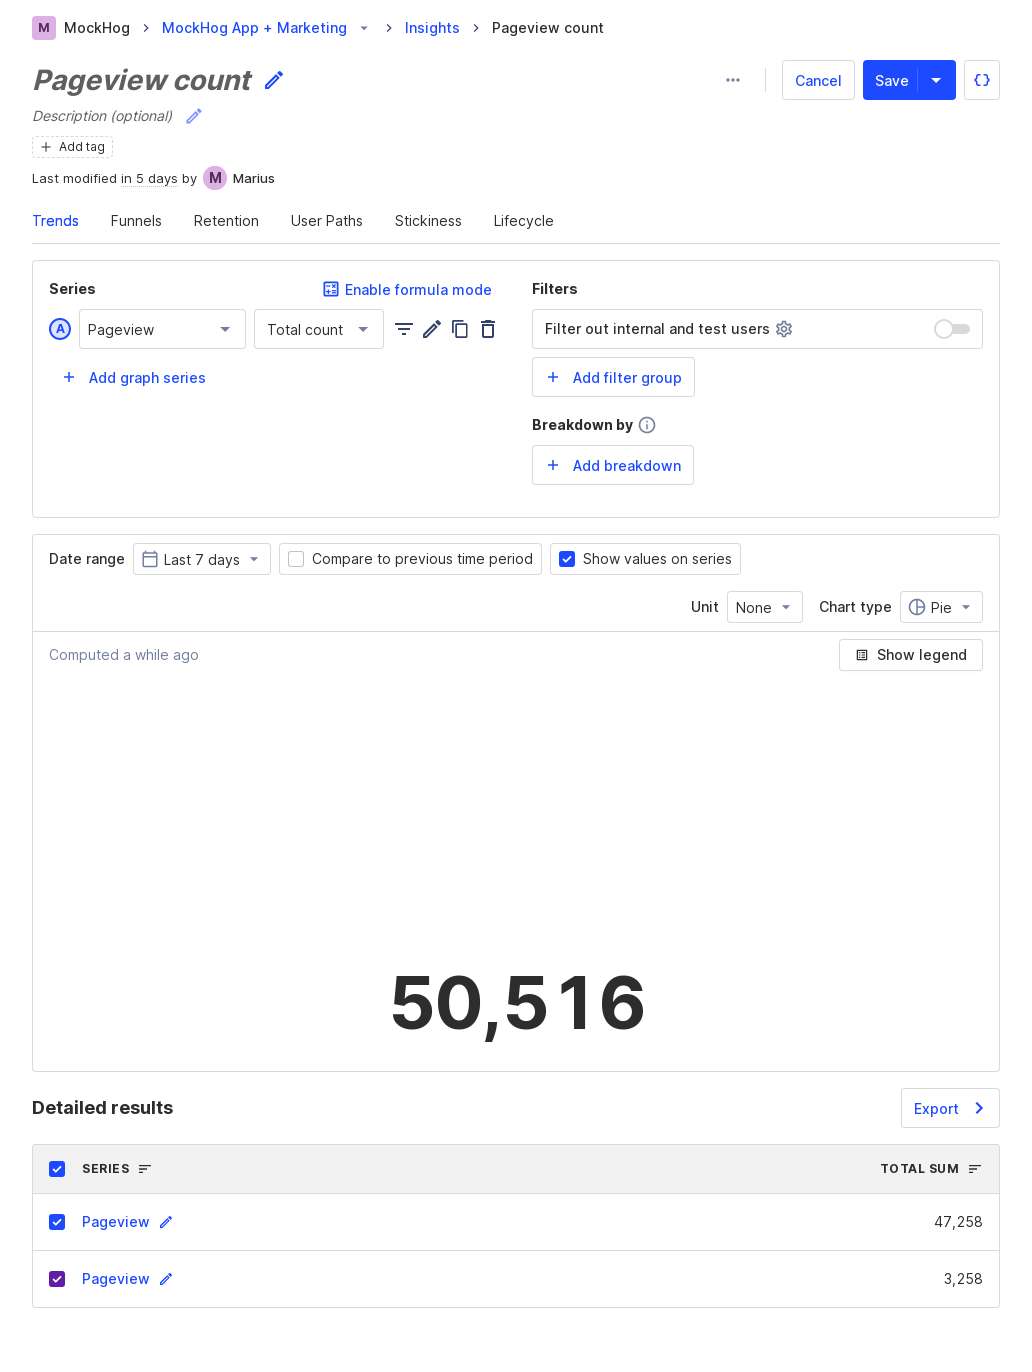 M MockHog MockHog App + Marketing Insights Pageview count
Pageview count
Cancel Save
Description (optional)
Add tag
Last modified in 5 days by M Marius
Trends Funnels Retention User Paths Stickiness Lifecycle
Series Enable formula mode
A Pageview Total count
Add graph series
Filters
Filter out internal and test users
Add filter group
Breakdown by
Add breakdown
Date range Last 7 days Compare to previous time period Show values on series
Unit None Chart type Pie
Computed a while ago Show legend
50,516
Detailed results Export
SERIES TOTAL SUM
Pageview 47,258
Pageview 3,258